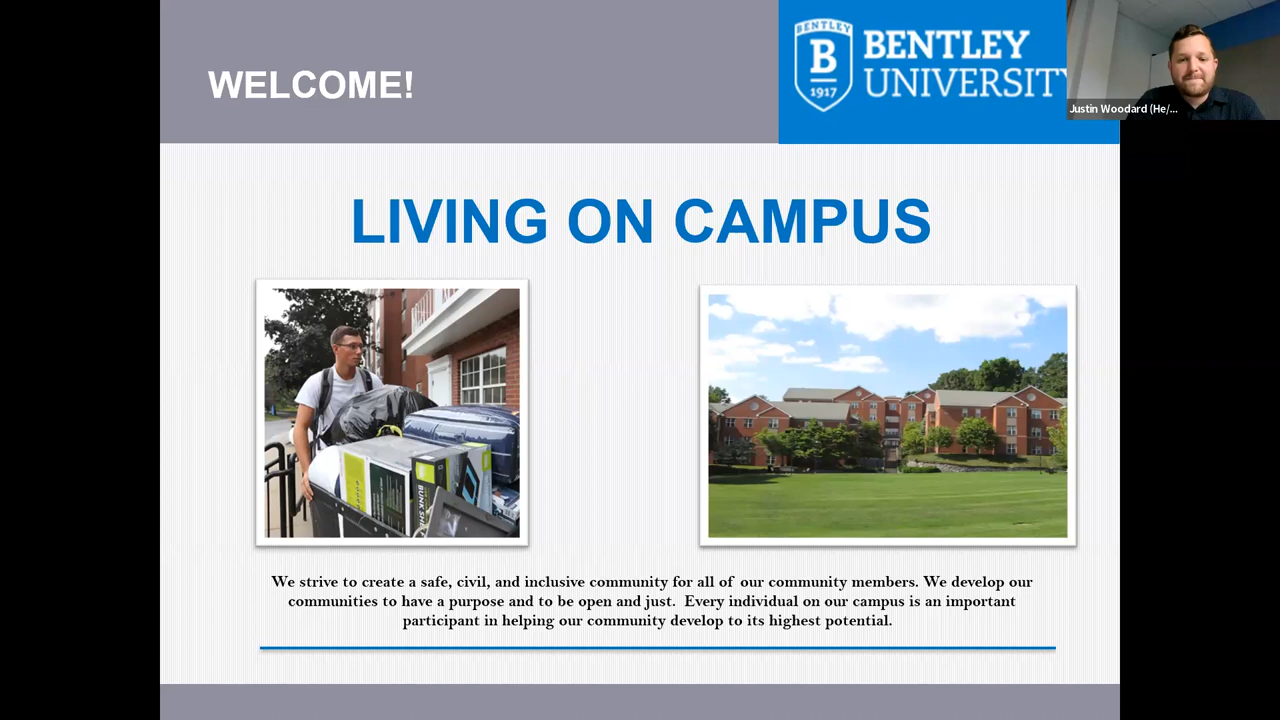 WELCOME!
BENTLEY
B
1917
BENTLEY
UNIVERSITY
Justin Woodard (He/...
LIVING ON CAMPUS
We strive to create a safe, civil, and inclusive community for all of our community members. We develop our
communities to have a purpose and to be open and just. Every individual on our campus is an important
participant in helping our community develop to its highest potential.